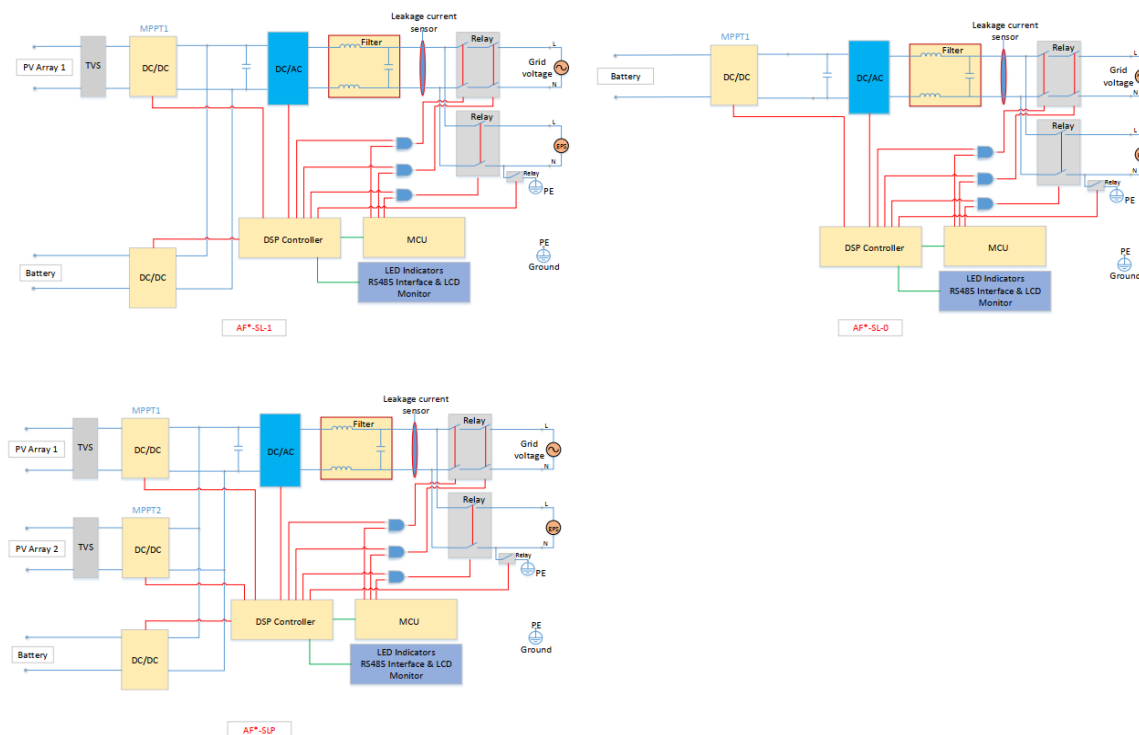 MPPT1
PV Array 1
TVS
DC/DC
DC/AC
Filter
Leakage current
sensor
Relay
L
Grid
voltage
N
Relay
L
EPS
N
Relay
PE
DSP Controller
MCU
PE
Ground
Battery
DC/DC
LED Indicators
RS485 Interface & LCD
Monitor
AF*-SL-1
MPPT1
Battery
DC/DC
DC/AC
Filter
Leakage current
sensor
Relay
L
Grid
voltage
N
Relay
L
N
Relay
PE
DSP Controller
MCU
PE
Ground
LED Indicators
RS485 Interface & LCD
Monitor
AF*-SL-0
MPPT1
PV Array 1
TVS
DC/DC
DC/AC
Filter
Leakage current
sensor
Relay
L
Grid
voltage
N
MPPT2
PV Array 2
TVS
DC/DC
Relay
L
EPS
N
Relay
PE
DSP Controller
MCU
PE
Ground
Battery
DC/DC
LED Indicators
RS485 Interface & LCD
Monitor
AF*-SLP